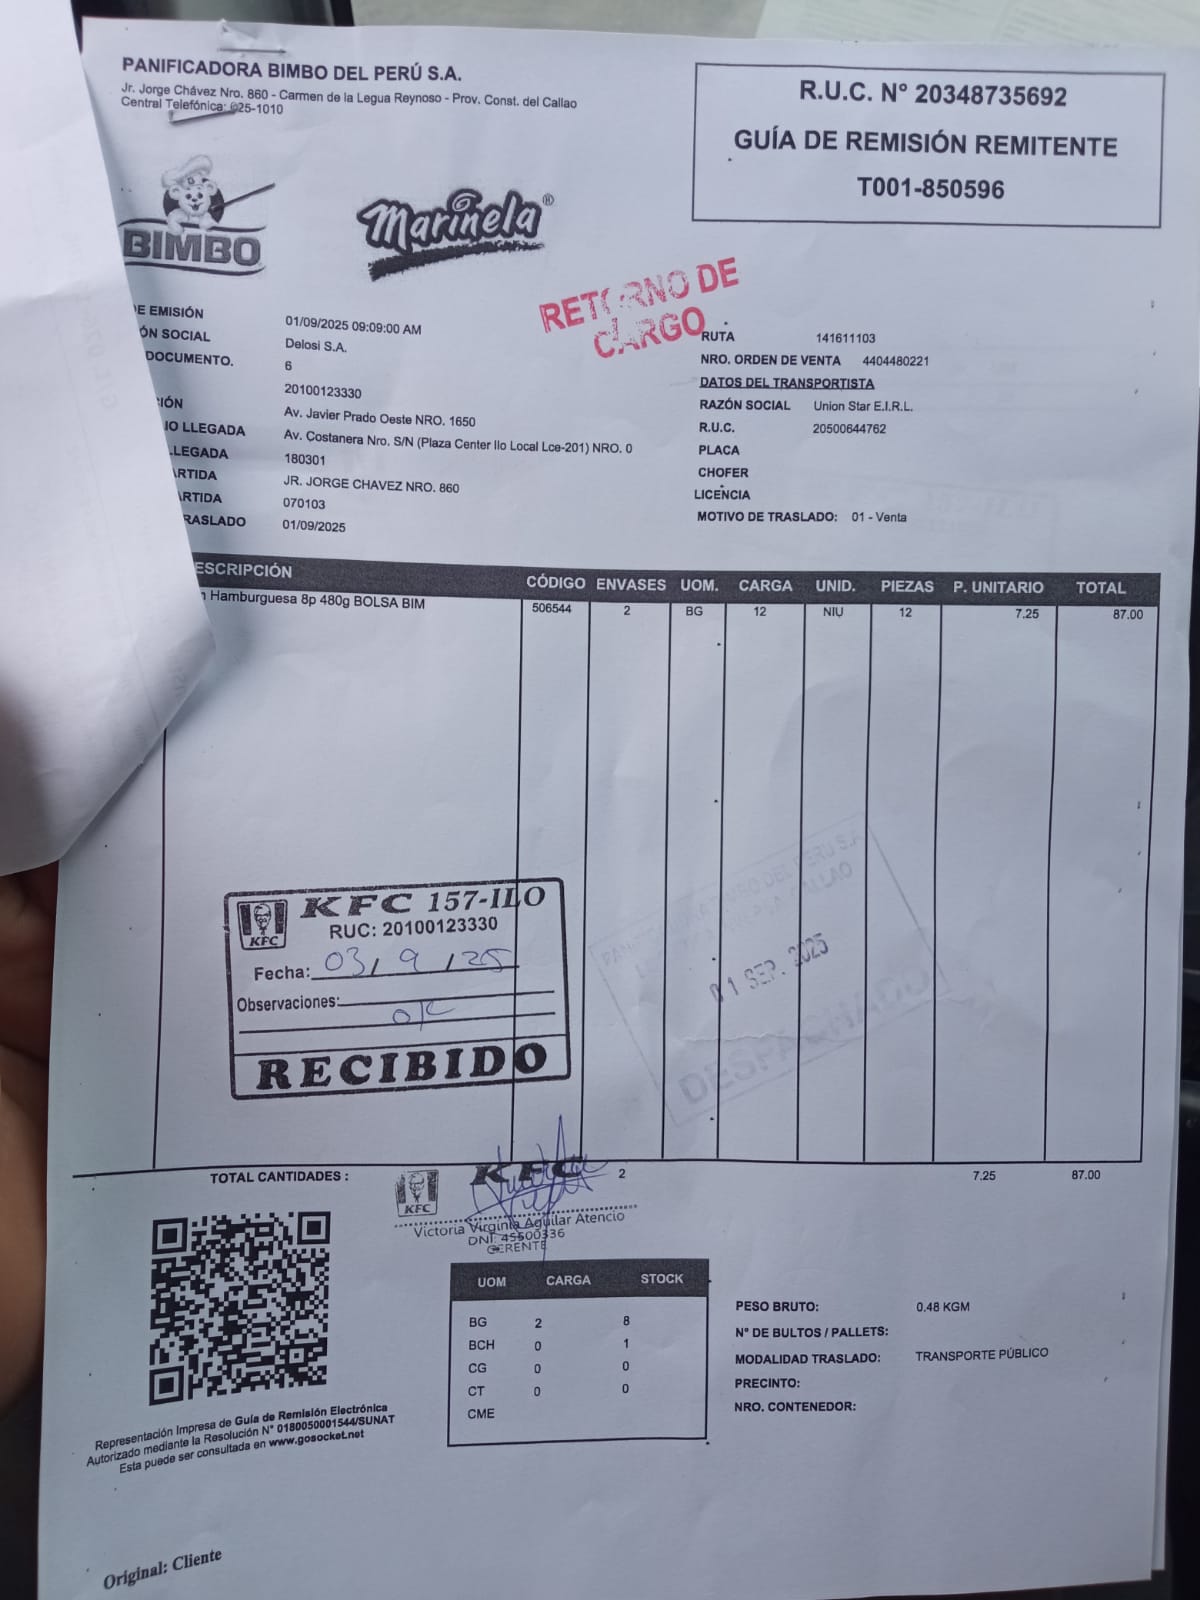 PANIFICADORA BIMBO DEL PERÚ S.A.
Jr. Jorge Chávez Nro. 860 - Carmen de la Legua Reynoso - Prov. Const. del Callao
Central Telefónica: 625-1010
R.U.C. N° 20348735692
GUÍA DE REMISIÓN REMITENTE
T001-850596
BIMBO
Marinela®
RETORNO DE
CARGO
E EMISIÓN 01/09/2025 09:09:00 AM
ÓN SOCIAL Delosi S.A.
DOCUMENTO. 6
20100123330
IÓN Av. Javier Prado Oeste NRO. 1650
O LLEGADA Av. Costanera Nro. S/N (Plaza Center Ilo Local Lce-201) NRO. 0
LLEGADA 180301
ARTIDA JR. JORGE CHAVEZ NRO. 860
ARTIDA 070103
RASLADO 01/09/2025
RUTA 141611103
NRO. ORDEN DE VENTA 4404480221
DATOS DEL TRANSPORTISTA
RAZÓN SOCIAL Union Star E.I.R.L.
R.U.C. 20500644762
PLACA
CHOFER
LICENCIA
MOTIVO DE TRASLADO: 01 - Venta
ESCRIPCIÓN CÓDIGO ENVASES UOM. CARGA UNID. PIEZAS P. UNITARIO TOTAL
Hamburguesa 8p 480g BOLSA BIM 506544 2 BG 12 NIU 12 7.25 87.00
KFC
KFC 157-ILO
RUC: 20100123330
Fecha: 03/9/25
Observaciones:
ok
RECIBIDO
DEL PERU S.A.
CALLAO
01 SEP. 2025
DESPACHADO
TOTAL CANTIDADES : 2 7.25 87.00
KFC
KFC
Victoria Virginia Aguilar Atencio
DNI: 45500336
GERENTE
UOM CARGA STOCK
BG 2 8
BCH 0 1
CG 0 0
CT 0 0
CME
PESO BRUTO: 0.48 KGM
N° DE BULTOS / PALLETS:
MODALIDAD TRASLADO: TRANSPORTE PÚBLICO
PRECINTO:
NRO. CONTENEDOR:
Representación Impresa de Guía de Remisión Electrónica
Autorizado mediante la Resolución N° 0180050001544/SUNAT
Esta puede ser consultada en www.gosocket.net
Original: Cliente